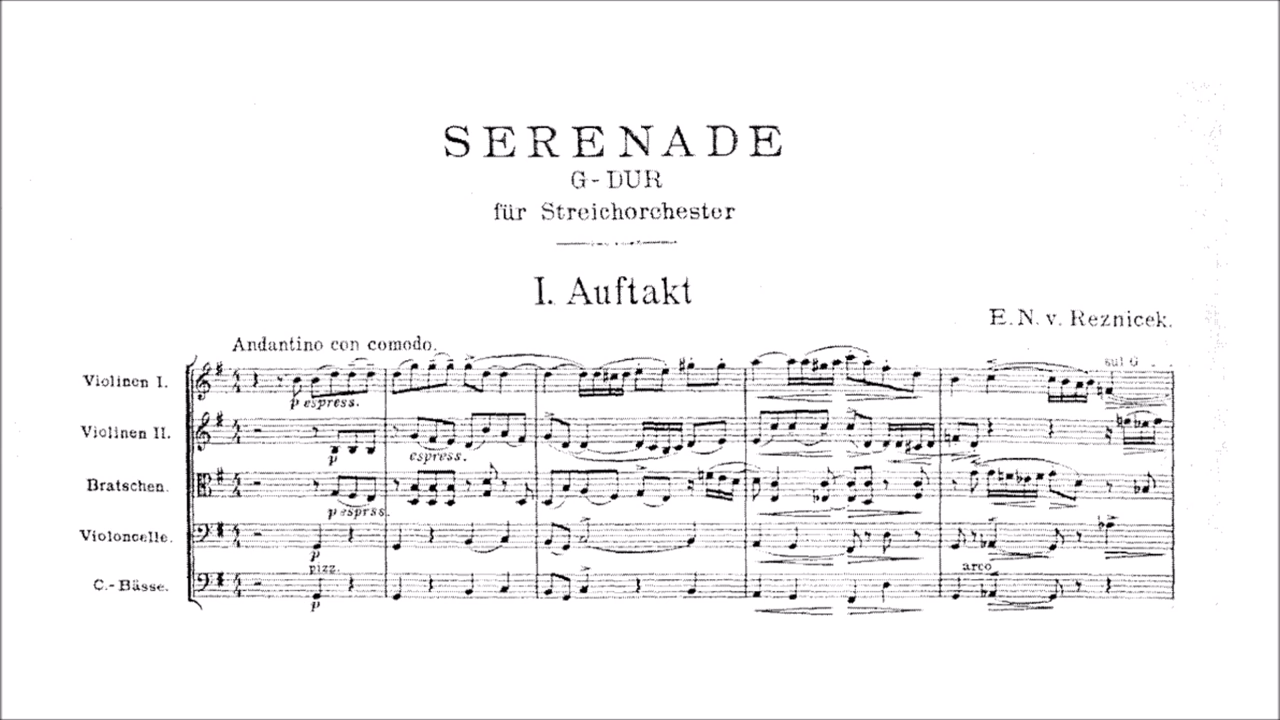 SERENADE
G-DUR
für Streichorchester
I. Auftakt
E. N. v. Reznicek.
Andantino con comodo.
Violinen I.
p espress.
sul G
Violinen II.
espress.
Bratschen.
espress.
Violoncelle.
p
pizz.
arco
p